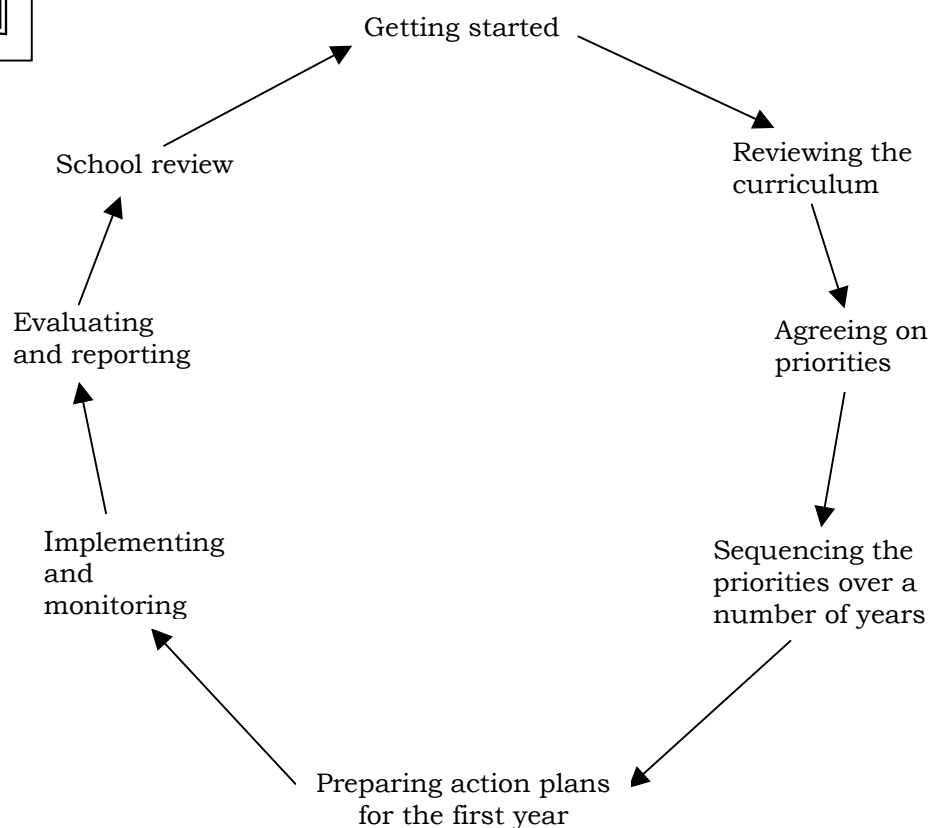 Getting started
Reviewing the
curriculum
Agreeing on
priorities
Sequencing the
priorities over a
number of years
Preparing action plans
for the first year
Implementing
and
monitoring
Evaluating
and reporting
School review